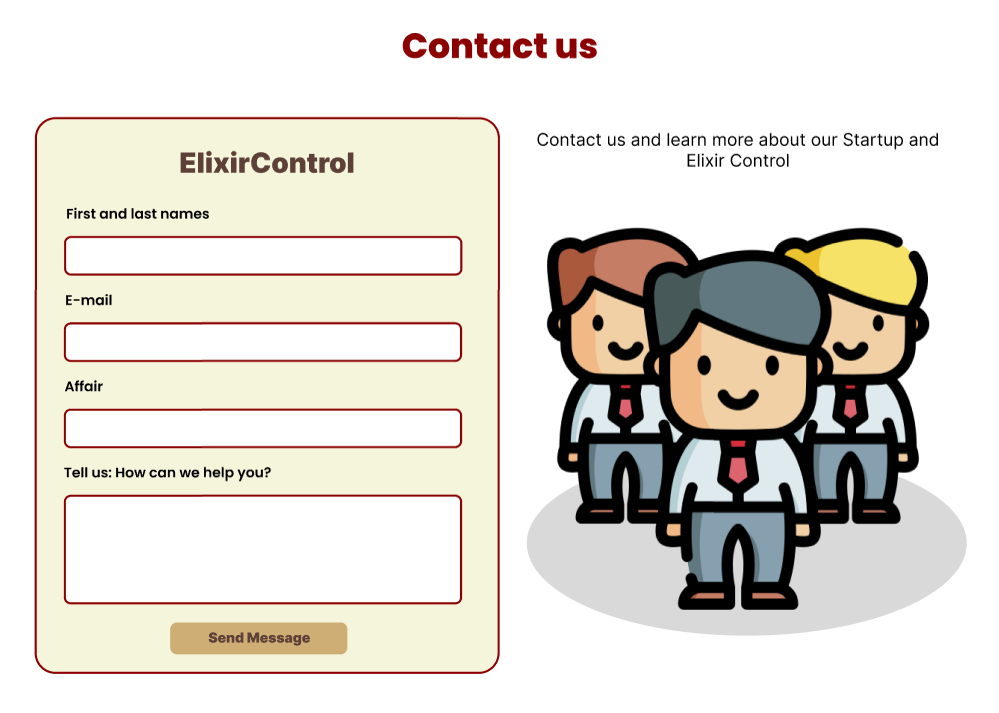 Contact us
ElixirControl
First and last names
E-mail
Affair
Tell us: How can we help you?
Send Message
Contact us and learn more about our Startup and
Elixir Control